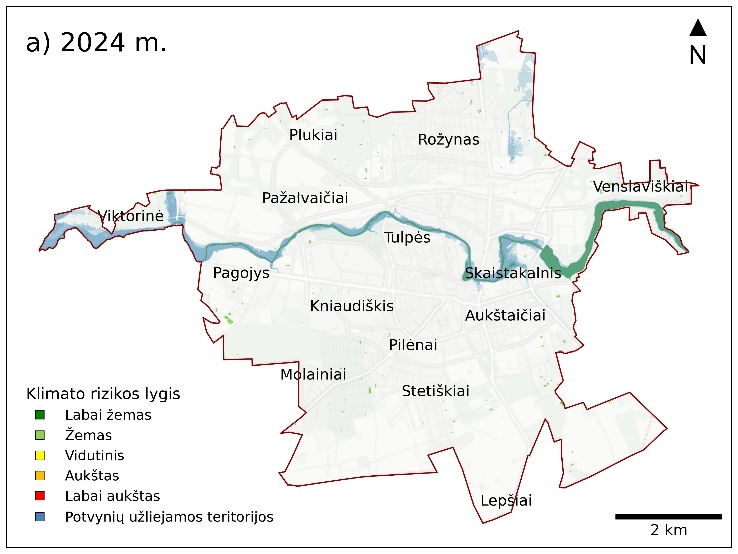 a) 2024 m.
N
Plukiai
Rožynas
Venslaviškiai
Pažalvaičiai
Viktorinė
Tulpės
Pagojys
Skaistakalnis
Kniaudiškis
Aukštaičiai
Pilėnai
Molainiai
Stetiškiai
Lepšiai
Klimato rizikos lygis
Labai žemas
Žemas
Vidutinis
Aukštas
Labai aukštas
Potvynių užliejamos teritorijos
2 km